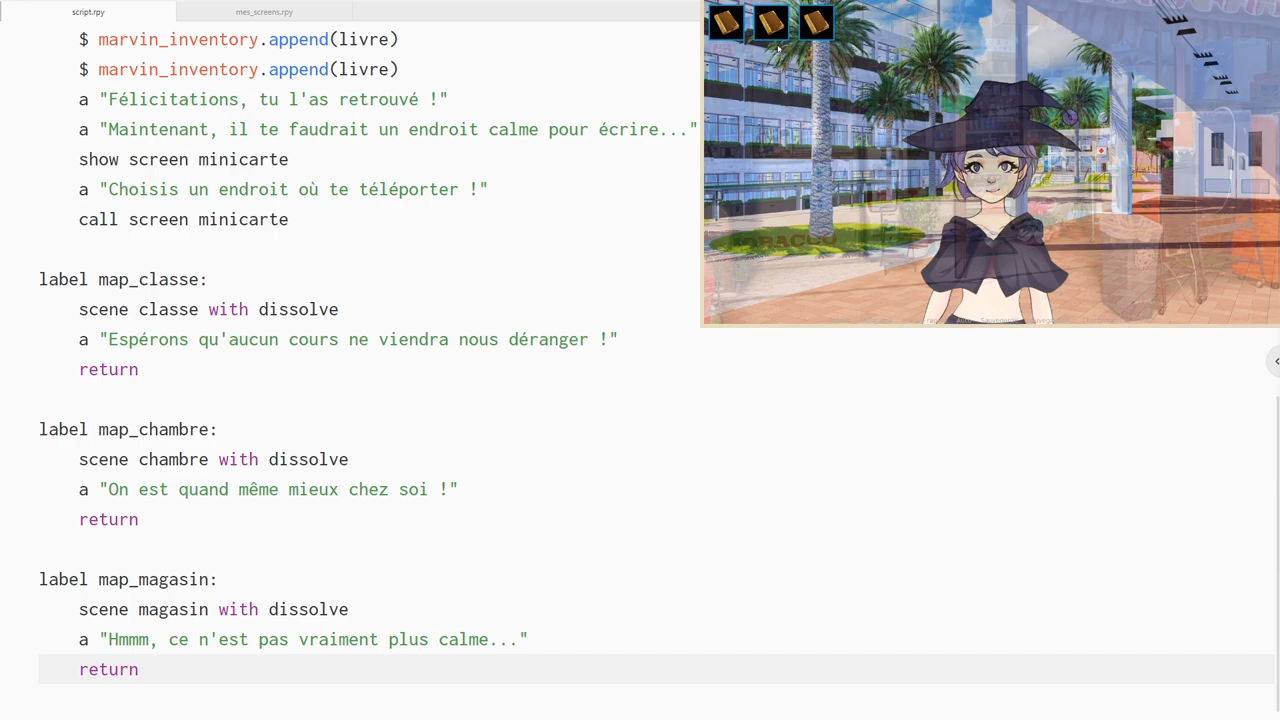 script.rpy
mes_screens.rpy
$ marvin_inventory.append(livre)
$ marvin_inventory.append(livre)
a "Félicitations, tu l'as retrouvé !"
a "Maintenant, il te faudrait un endroit calme pour écrire..."
show screen minicarte
a "Choisis un endroit où te téléporter !"
call screen minicarte
label map_classe:
scene classe with dissolve
a "Espérons qu'aucun cours ne viendra nous déranger !"
return
label map_chambre:
scene chambre with dissolve
a "On est quand même mieux chez soi !"
return
label map_magasin:
scene magasin with dissolve
a "Hmmm, ce n'est pas vraiment plus calme..."
return